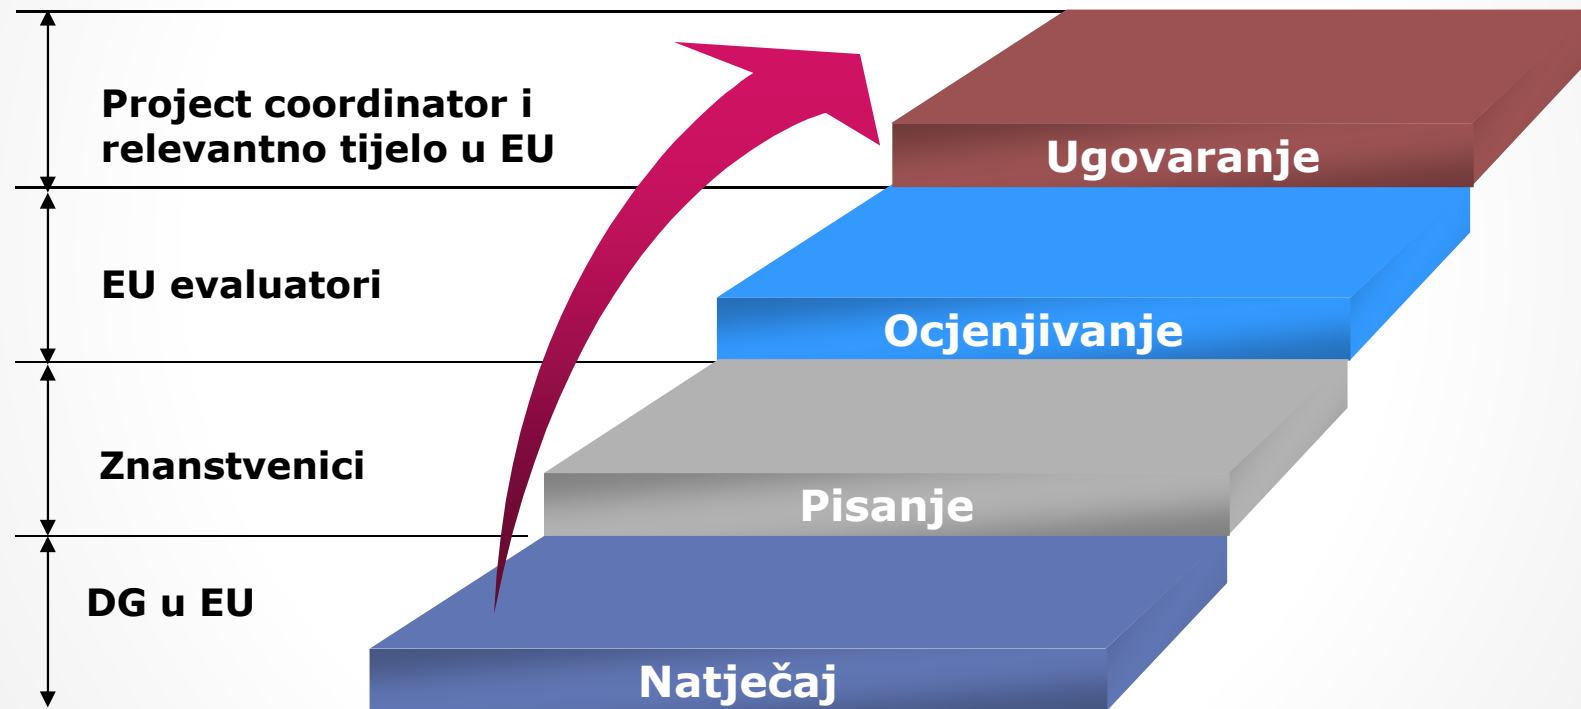 Project coordinator i
relevantno tijelo u EU
Ugovaranje
EU evaluatori
Ocjenjivanje
Znanstvenici
Pisanje
DG u EU
Natječaj